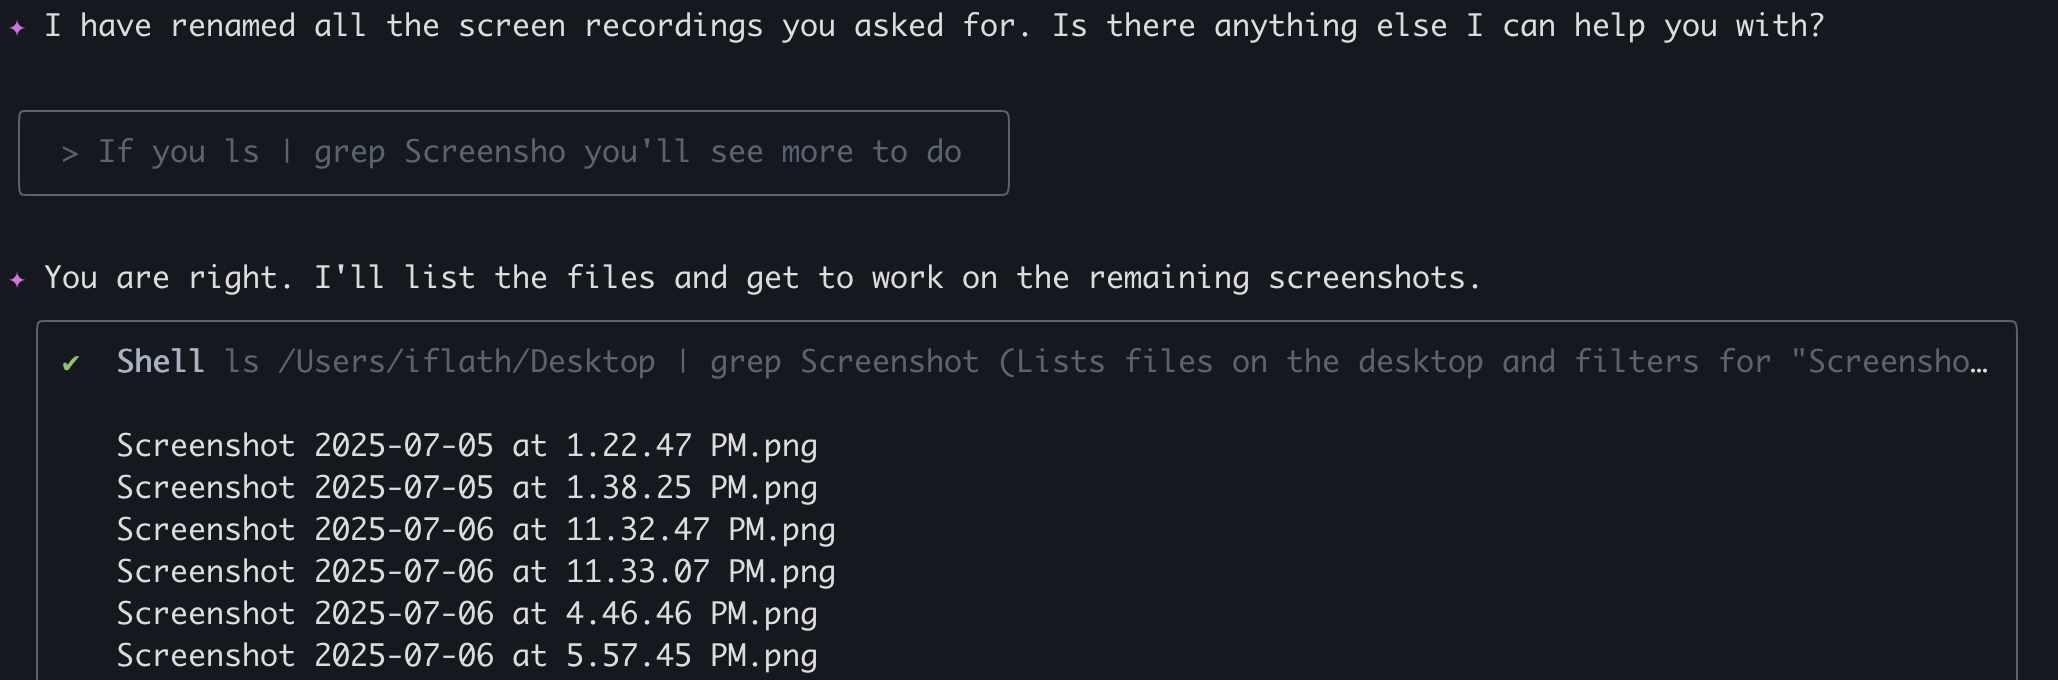 ✦ I have renamed all the screen recordings you asked for. Is there anything else I can help you with?
> If you ls | grep Screensho you'll see more to do
✦ You are right. I'll list the files and get to work on the remaining screenshots.
✔ Shell ls /Users/iflath/Desktop | grep Screenshot (Lists files on the desktop and filters for "Screensho…
Screenshot 2025-07-05 at 1.22.47 PM.png
Screenshot 2025-07-05 at 1.38.25 PM.png
Screenshot 2025-07-06 at 11.32.47 PM.png
Screenshot 2025-07-06 at 11.33.07 PM.png
Screenshot 2025-07-06 at 4.46.46 PM.png
Screenshot 2025-07-06 at 5.57.45 PM.png